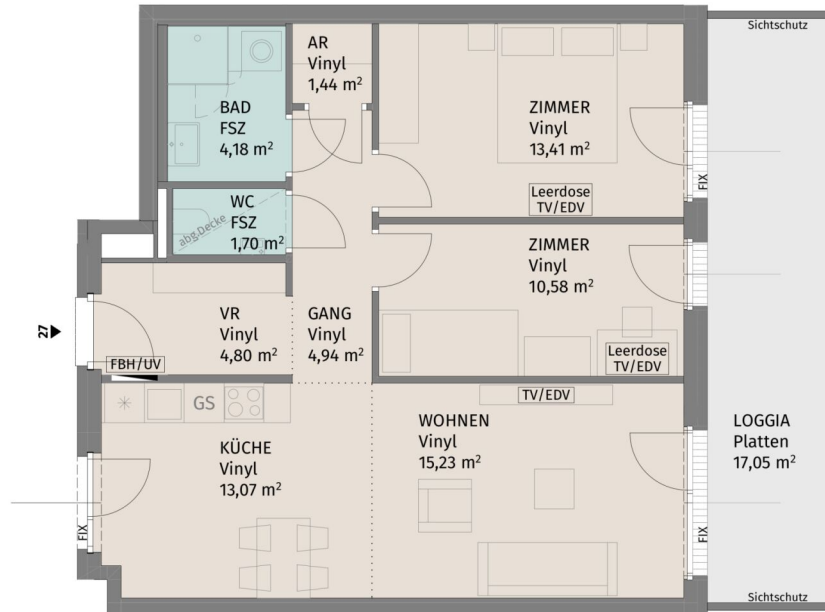 Sichtschutz
AR
Vinyl
1,44 m²
BAD
FSZ
4,18 m²
ZIMMER
Vinyl
13,41 m²
Leerdose
TV/EDV
FIX
WC
FSZ
1,70 m²
abg.Decke
ZIMMER
Vinyl
10,58 m²
Leerdose
TV/EDV
27
VR
Vinyl
4,80 m²
GANG
Vinyl
4,94 m²
FBH/UV
GS
TV/EDV
KÜCHE
Vinyl
13,07 m²
WOHNEN
Vinyl
15,23 m²
LOGGIA
Platten
17,05 m²
FIX
FIX
Sichtschutz